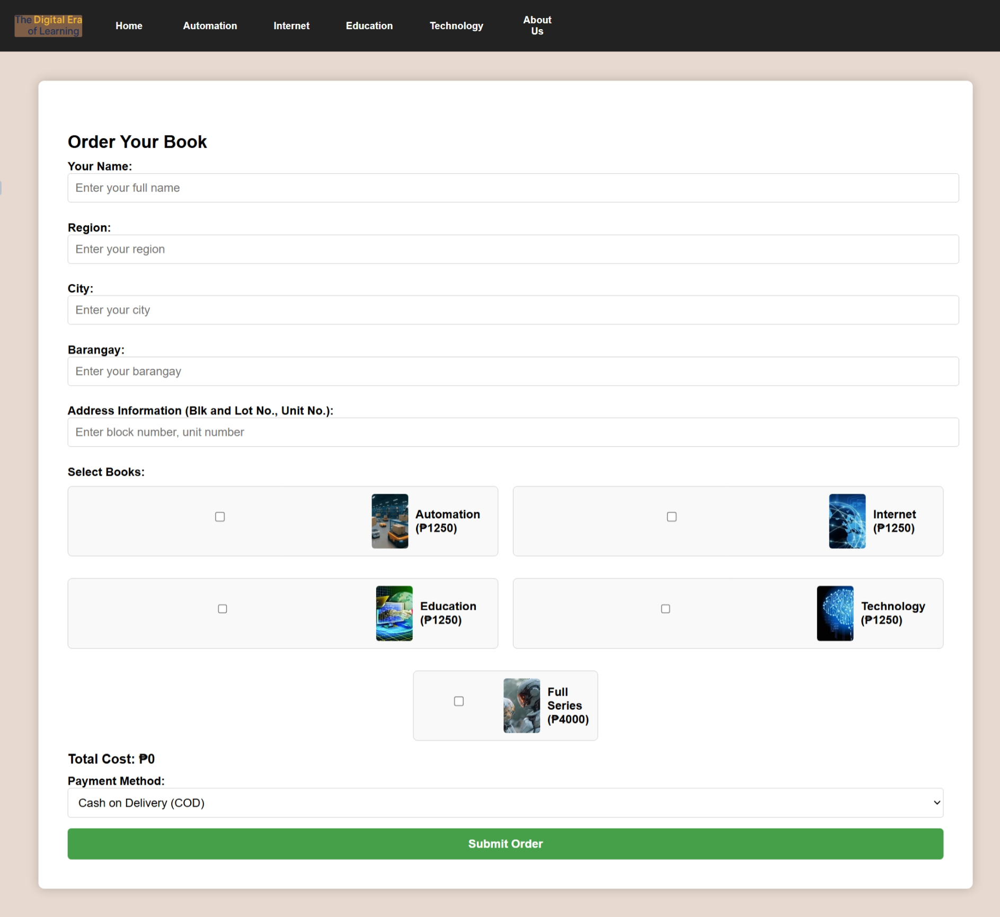 The Digital Era
of Learning
Home
Automation
Internet
Education
Technology
About
Us
Order Your Book
Your Name:
Enter your full name
Region:
Enter your region
City:
Enter your city
Barangay:
Enter your barangay
Address Information (Blk and Lot No., Unit No.):
Enter block number, unit number
Select Books:
Automation
(₱1250)
Internet
(₱1250)
Education
(₱1250)
Technology
(₱1250)
Full
Series
(₱4000)
Total Cost: ₱0
Payment Method:
Cash on Delivery (COD)
Submit Order